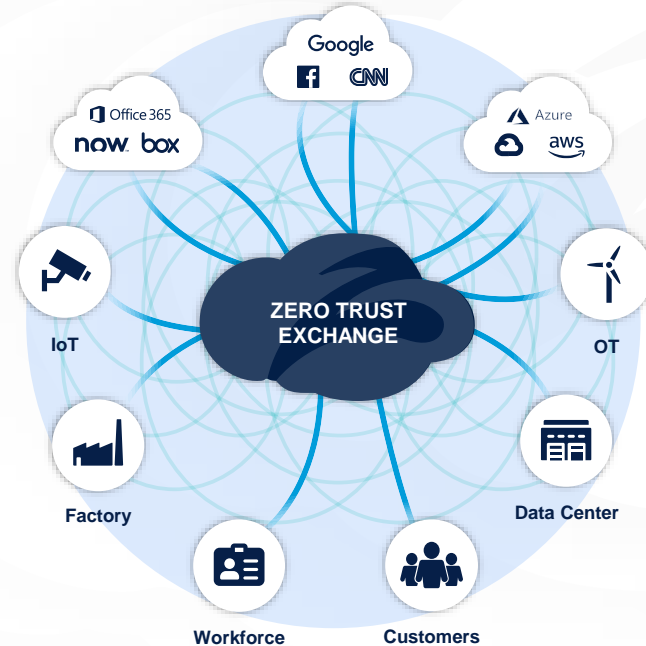 Google
CNN
Office 365
now box
Azure
aws
ZERO TRUST
EXCHANGE
IoT
OT
Factory
Data Center
Workforce
Customers